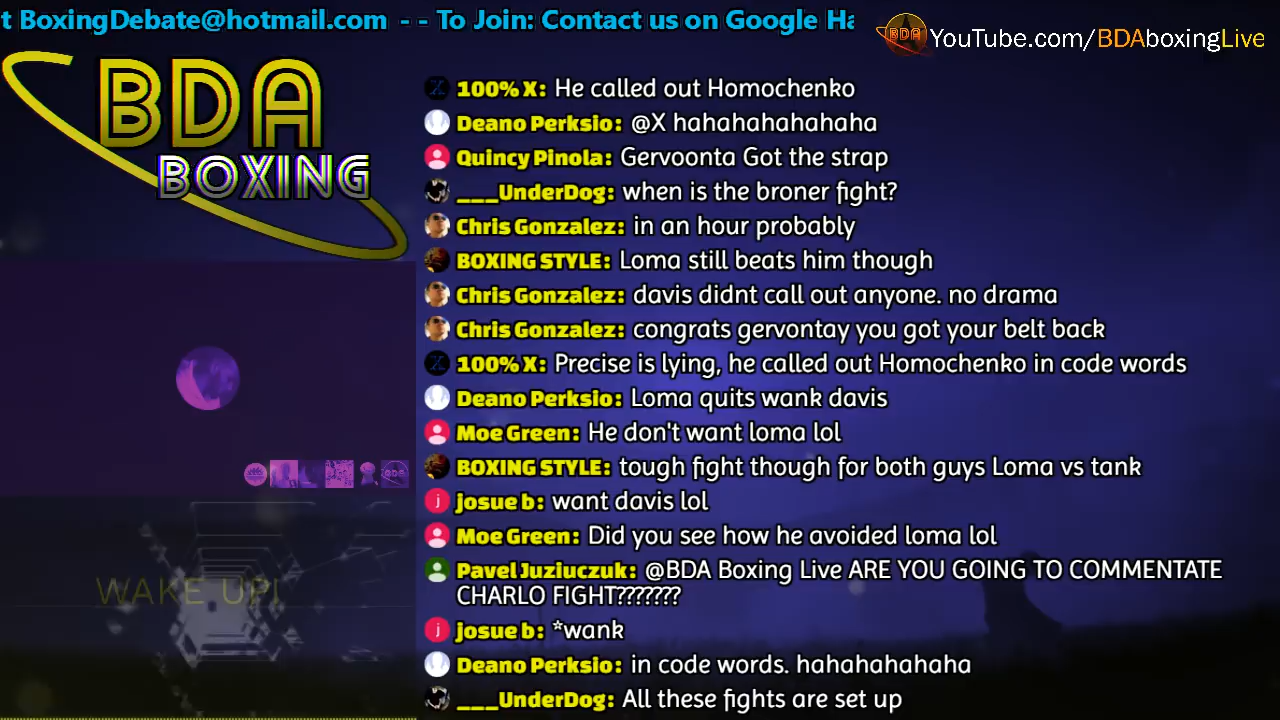 t BoxingDebate@hotmail.com - - To Join: Contact us on Google Ha
BDA YouTube.com/BDAboxingLive
BDA
BOXING
100% X: He called out Homochenko
Deano Perksio: @X hahahahahahaha
Quincy Pinola: Gervoonta Got the strap
___UnderDog: when is the broner fight?
Chris Gonzalez: in an hour probably
BOXING STYLE: Loma still beats him though
Chris Gonzalez: davis didnt call out anyone. no drama
Chris Gonzalez: congrats gervontay you got your belt back
100% X: Precise is lying, he called out Homochenko in code words
Deano Perksio: Loma quits wank davis
Moe Green: He don't want loma lol
BOXING STYLE: tough fight though for both guys Loma vs tank
josue b: want davis lol
Moe Green: Did you see how he avoided loma lol
Pavel Juziuczuk: @BDA Boxing Live ARE YOU GOING TO COMMENTATE
CHARLO FIGHT???????
josue b: *wank
Deano Perksio: in code words. hahahahahaha
___UnderDog: All these fights are set up
WAKE UP!